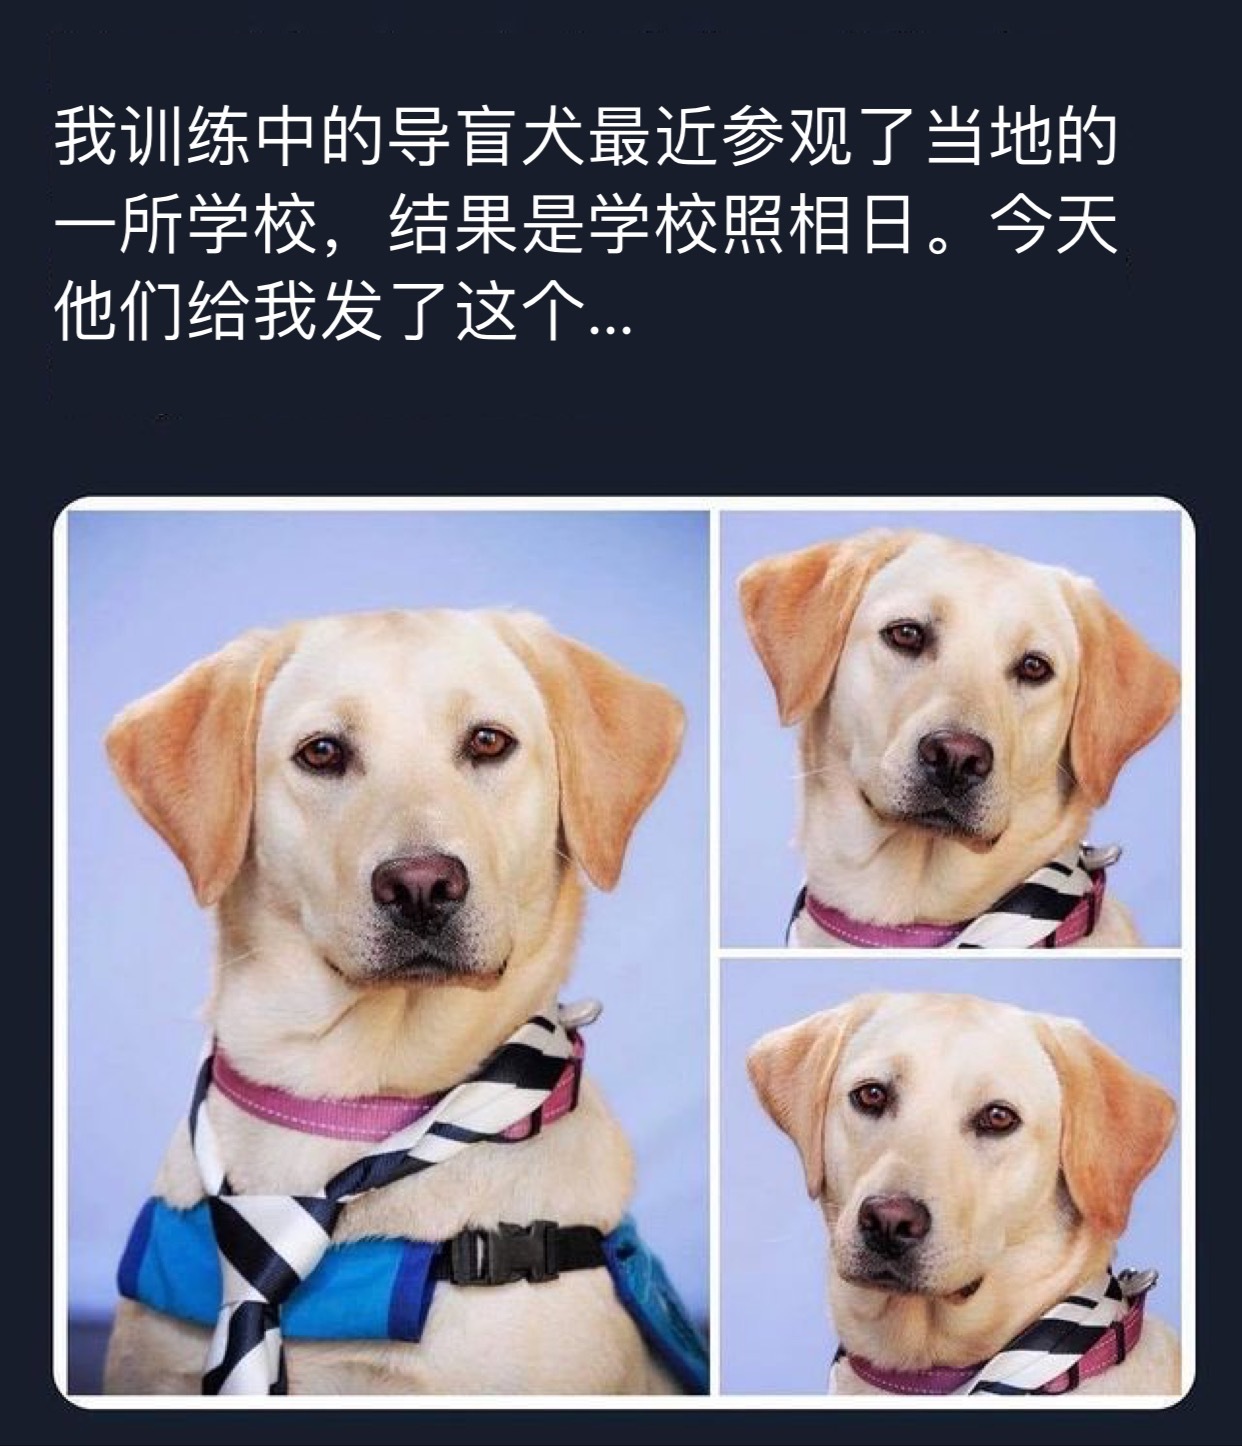 我训练中的导盲犬最近参观了当地的
一所学校，结果是学校照相日。今天
他们给我发了这个...